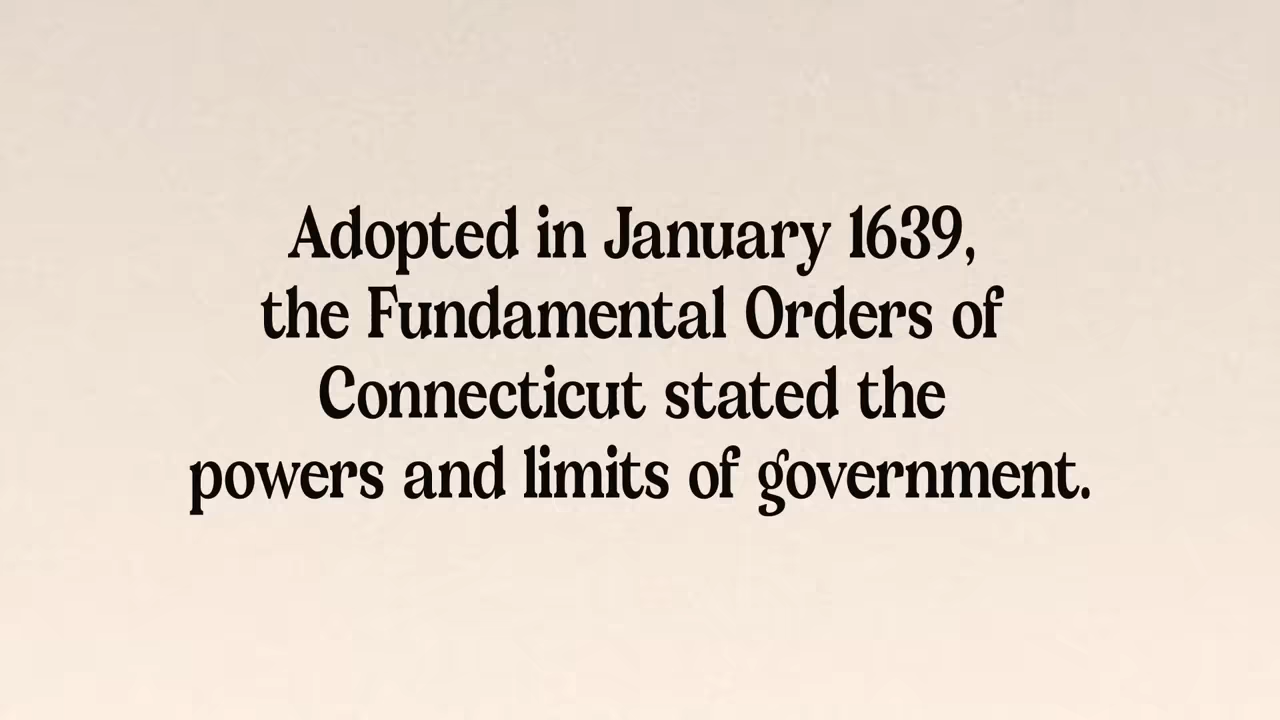 Adopted in January 1639,
the Fundamental Orders of
Connecticut stated the
powers and limits of government.